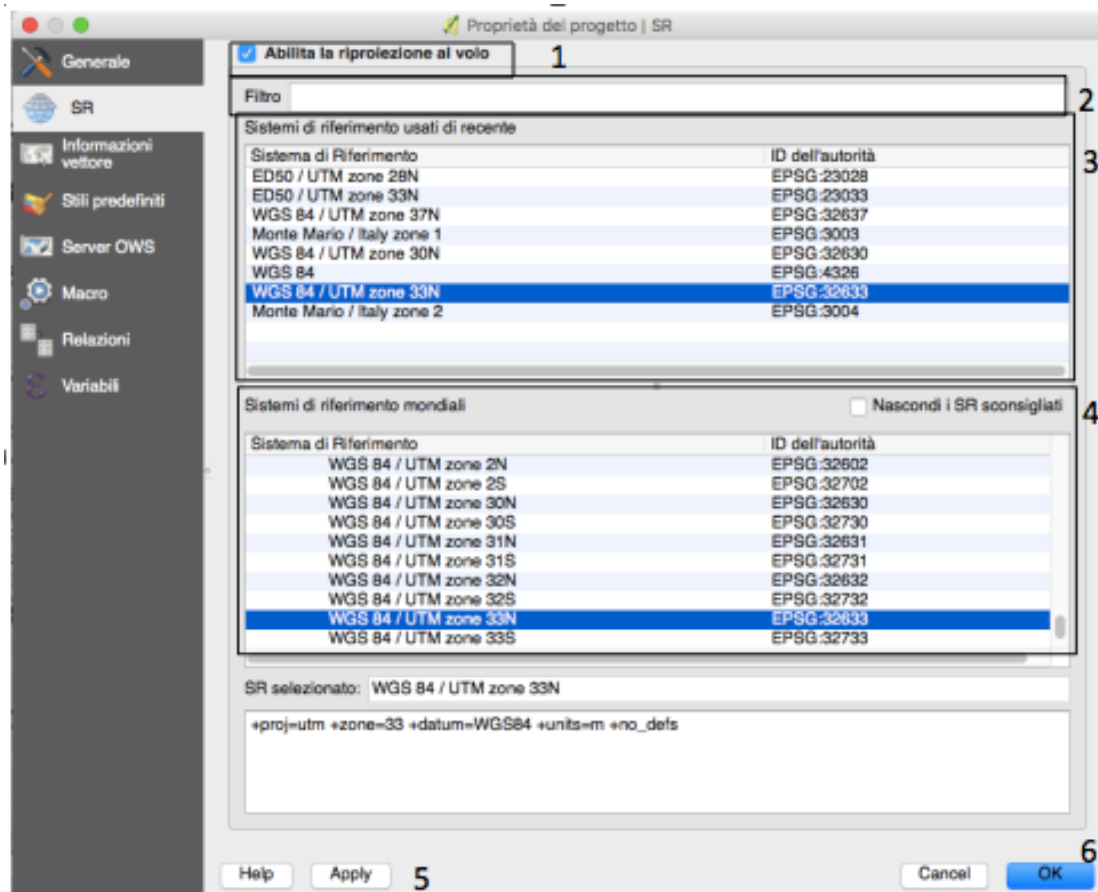 Proprietà del progetto | SR
Generale
SR
Informazioni vettore
Stili predefiniti
Server OWS
Macro
Relazioni
Variabili
Abilita la riproiezione al volo
1
Filtro
2
Sistemi di riferimento usati di recente
3
Sistema di Riferimento ID dell'autorità
ED50 / UTM zone 28N EPSG:23028
ED50 / UTM zone 33N EPSG:23033
WGS 84 / UTM zone 37N EPSG:32637
Monte Mario / Italy zone 1 EPSG:3003
WGS 84 / UTM zone 30N EPSG:32630
WGS 84 EPSG:4326
WGS 84 / UTM zone 33N EPSG:32633
Monte Mario / Italy zone 2 EPSG:3004
Sistemi di riferimento mondiali Nascondi i SR sconsigliati
4
Sistema di Riferimento ID dell'autorità
WGS 84 / UTM zone 2N EPSG:32602
WGS 84 / UTM zone 2S EPSG:32702
WGS 84 / UTM zone 30N EPSG:32630
WGS 84 / UTM zone 30S EPSG:32730
WGS 84 / UTM zone 31N EPSG:32631
WGS 84 / UTM zone 31S EPSG:32731
WGS 84 / UTM zone 32N EPSG:32632
WGS 84 / UTM zone 32S EPSG:32732
WGS 84 / UTM zone 33N EPSG:32633
WGS 84 / UTM zone 33S EPSG:32733
SR selezionato: WGS 84 / UTM zone 33N
+proj=utm +zone=33 +datum=WGS84 +units=m +no_defs
Help Apply 5 Cancel OK
6